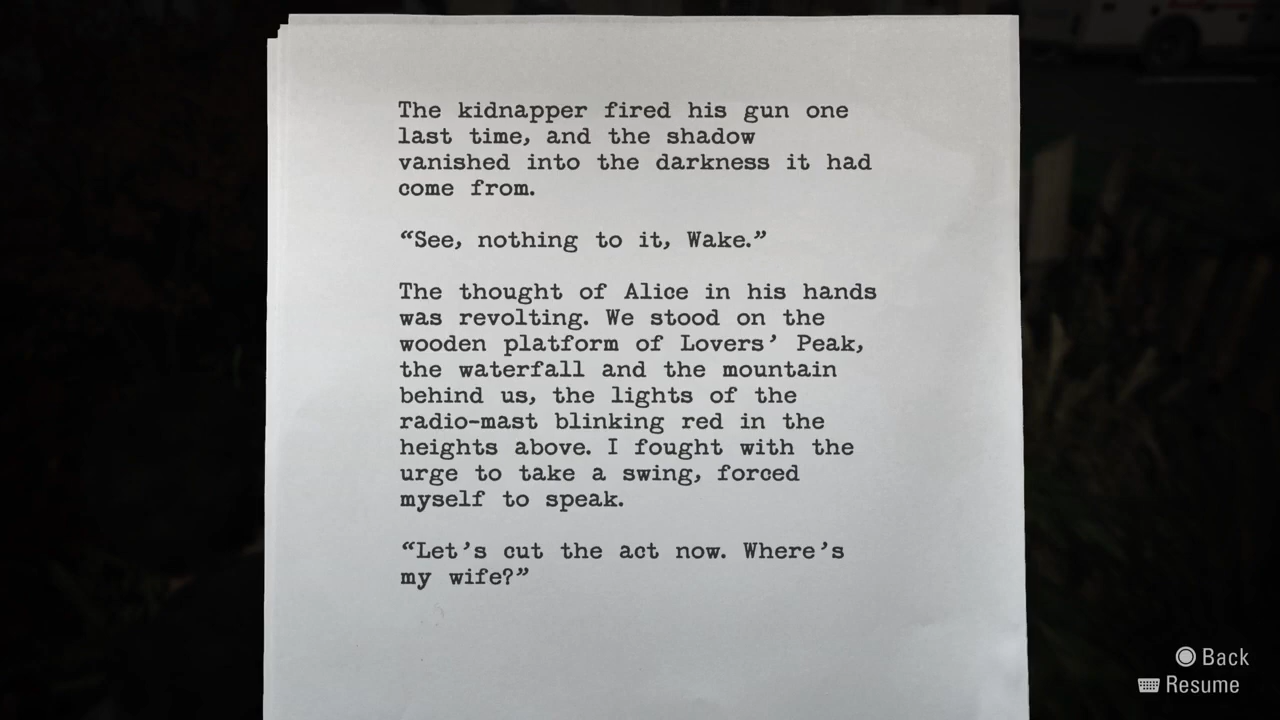 The kidnapper fired his gun one
last time, and the shadow
vanished into the darkness it had
come from.
“See, nothing to it, Wake.”
The thought of Alice in his hands
was revolting. We stood on the
wooden platform of Lovers’ Peak,
the waterfall and the mountain
behind us, the lights of the
radio-mast blinking red in the
heights above. I fought with the
urge to take a swing, forced
myself to speak.
“Let’s cut the act now. Where’s
my wife?”
Back
Resume